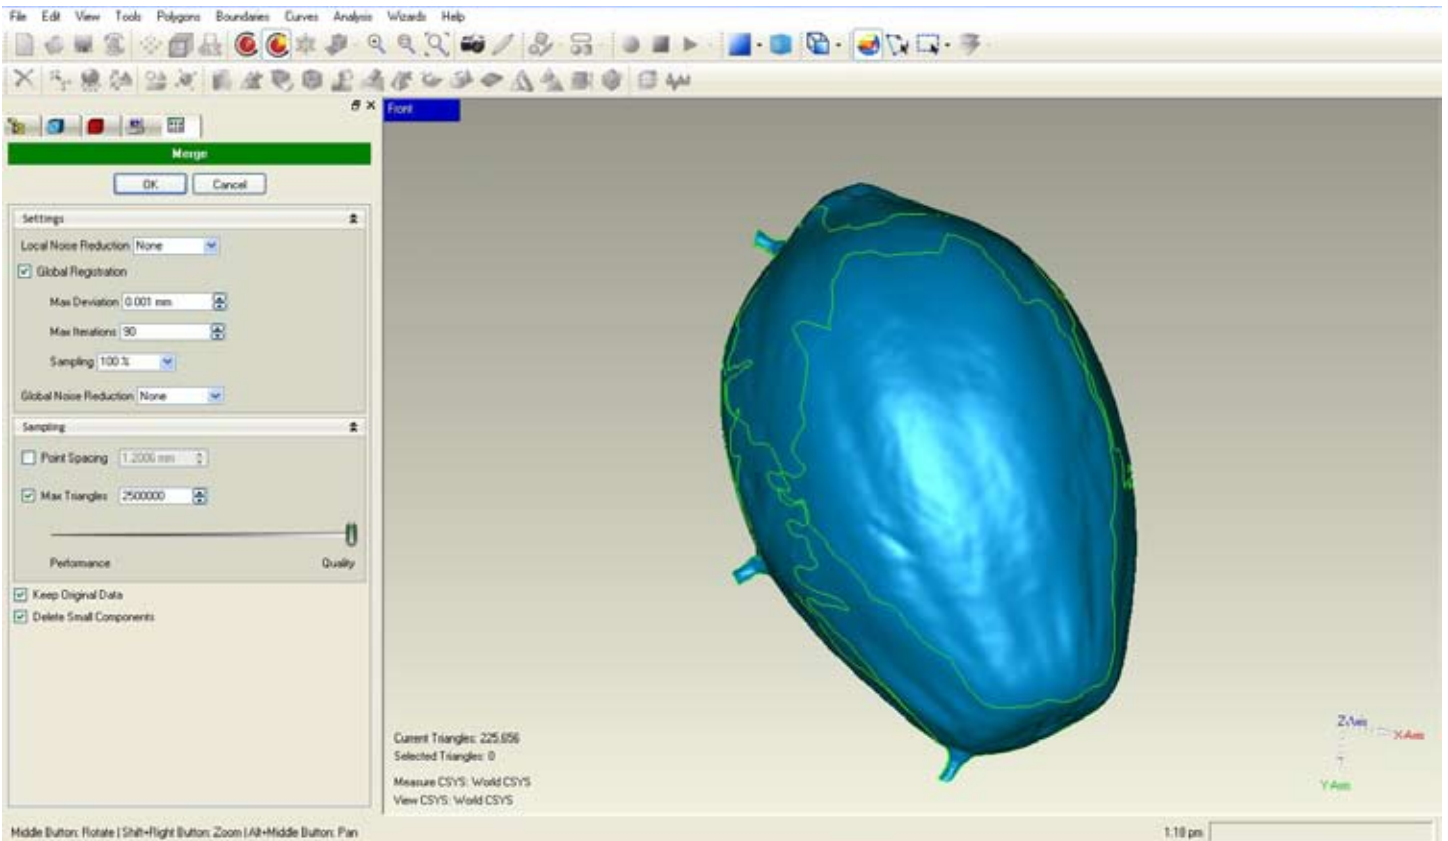 File Edit View Tools Polygons Boundaries Curves Analysis Wizards Help
Front
Merge
OK Cancel
Settings
Local Noise Reduction None
Global Registration
Max Deviation 0.001 mm
Max Iterations 90
Sampling 100 %
Global Noise Reduction None
Sampling
Point Spacing 1.2006 mm
Max Triangles 2500000
Performance Quality
Keep Original Data
Delete Small Components
Current Triangles: 225,656
Selected Triangles: 0
Measure CSYS: World CSYS
View CSYS: World CSYS
Z-Axis
X-Axis
Y-Axis
Middle Button: Rotate | Shift+Right Button: Zoom | Alt+Middle Button: Pan
1:18 pm